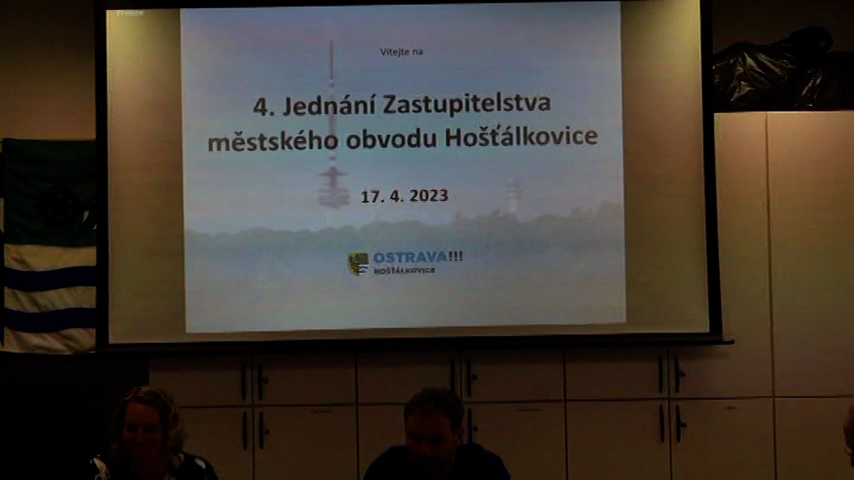 Vítejte na
4. Jednání Zastupitelstva
městského obvodu Hošťálkovice
17. 4. 2023
OSTRAVA!!!
HOŠŤÁLKOVICE